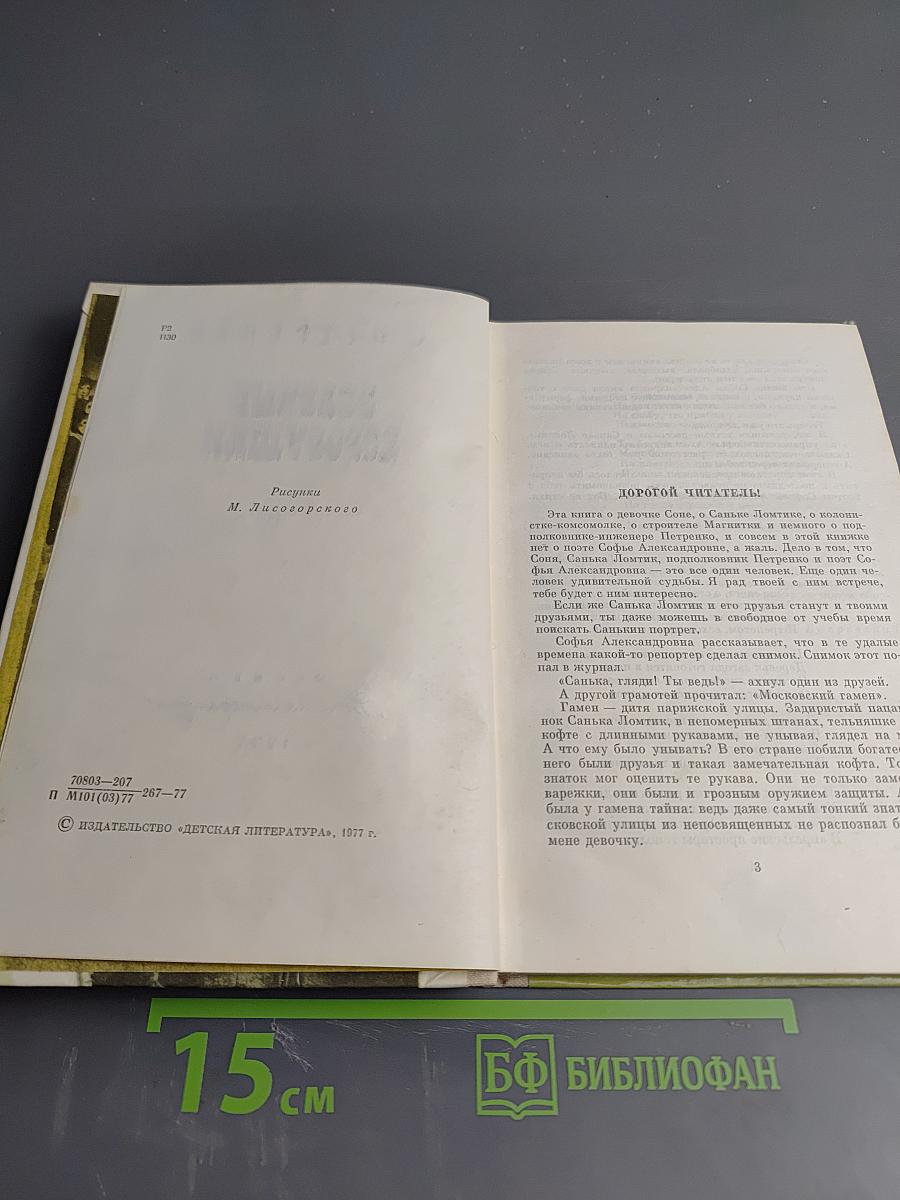 Р2
П30
Рисунки
М. Лисогорского
70803—207
П М101(03)77 267—77
© ИЗДАТЕЛЬСТВО «ДЕТСКАЯ ЛИТЕРАТУРА», 1977 г.
ДОРОГОЙ ЧИТАТЕЛЬ!
Эта книга о девочке Соне, о Саньке Ломтике, о колони-
стке-комсомолке, о строителе Магнитки и немного о под-
полковнике-инженере Петренко, и совсем в этой книжке
нет о поэте Софье Александровне, а жаль. Дело в том, что
Соня, Санька Ломтик, подполковник Петренко и поэт Со-
фья Александровна — это все один человек. Еще один че-
ловек удивительной судьбы. Я рад твоей с ним встрече,
тебе будет с ним интересно.
Если же Санька Ломтик и его друзья станут и твоими
друзьями, ты даже можешь в свободное от учебы время
поискать Санькин портрет.
Софья Александровна рассказывает, что в те удалые
времена какой-то репортер сделал снимок. Снимок этот по-
пал в журнал.
«Санька, гляди! Ты ведь!» — ахнул один из друзей.
А другой грамотей прочитал: «Московский гамен».
Гамен — дитя парижской улицы. Задиристый паца
нок Санька Ломтик, в непомерных штанах, тельняшке
кофте с длинными рукавами, не унывая, глядел на
А что ему было унывать? В его стране побили богате
него были друзья и такая замечательная кофта. То
знаток мог оценить те рукава. Они не только заме
варежки, они были и грозным оружием защиты.
была у гамена тайна: ведь даже самый тонкий знат
сковской улицы из непосвященных не распознал б
мене девочку.
3
15 см
БФ БИБЛИОФАН